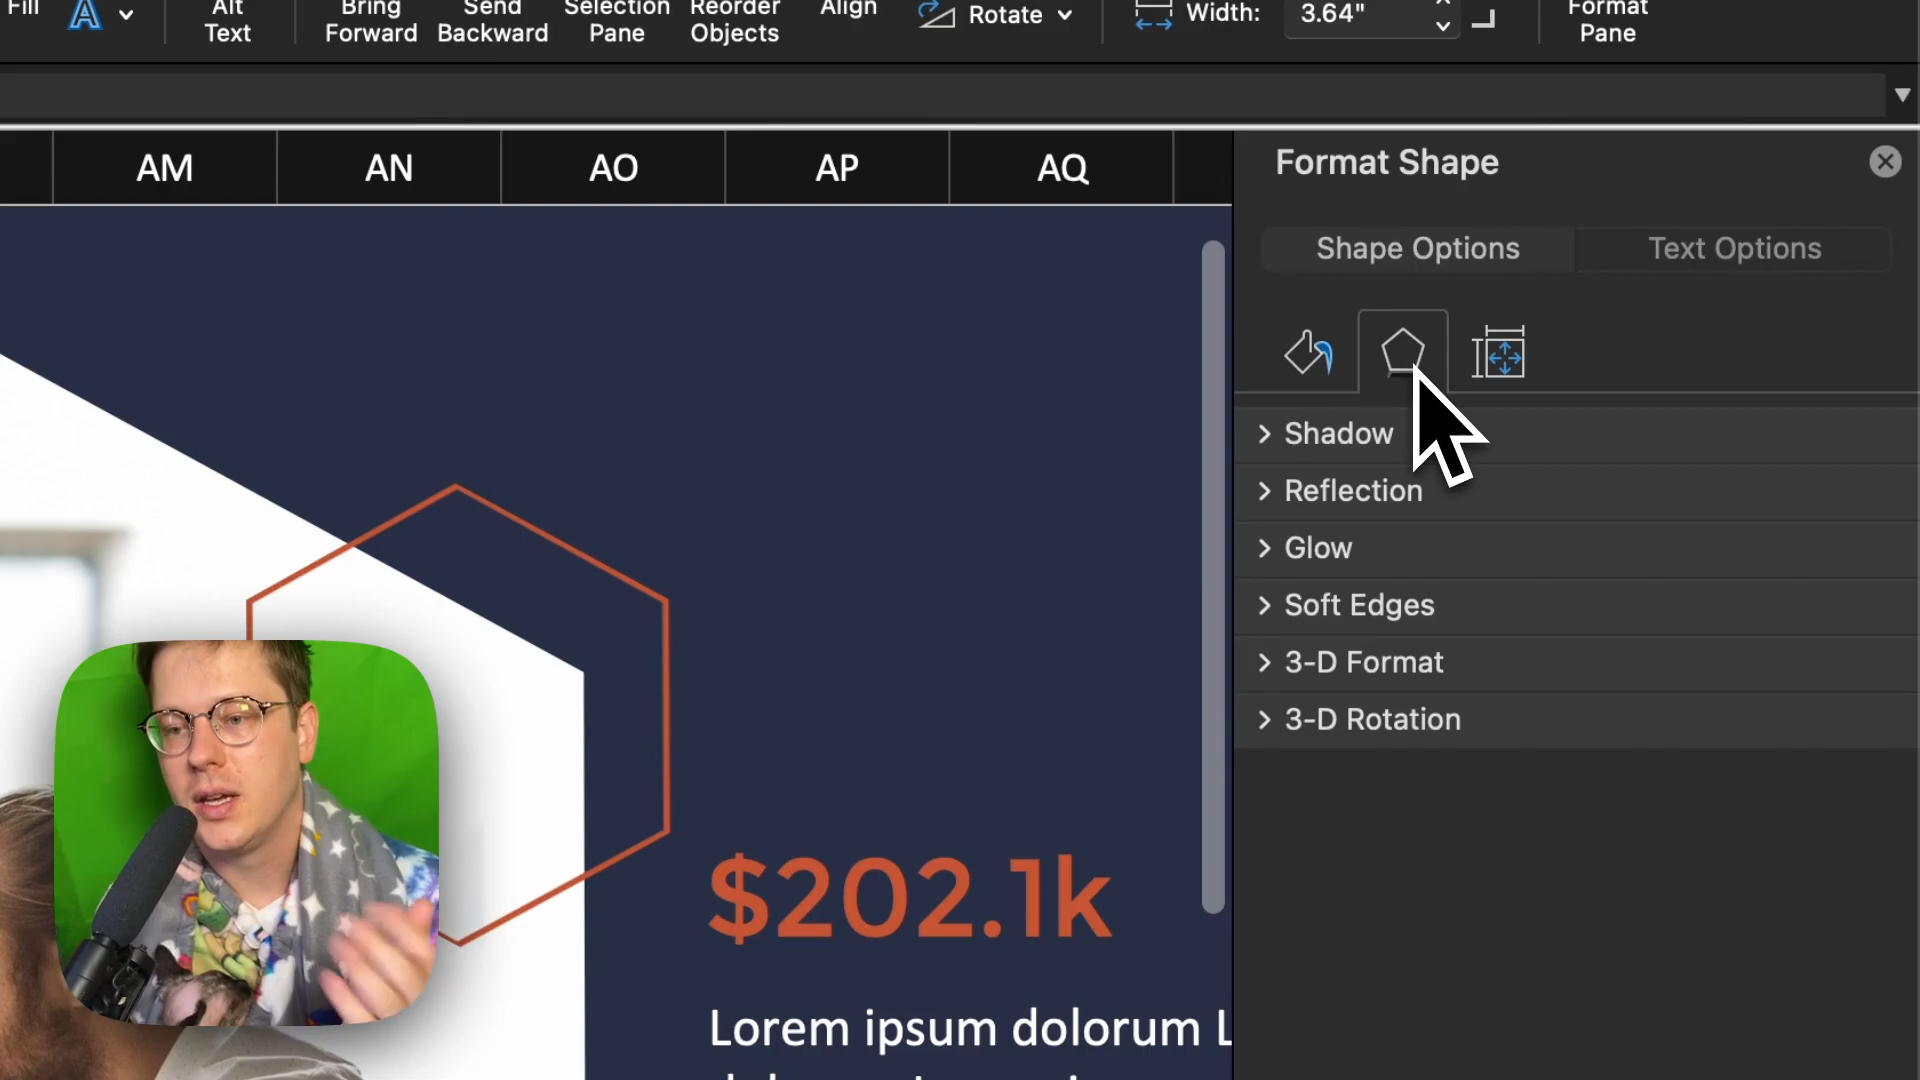 Fill
Alt
Text
Bring
Forward
Send
Backward
Selection
Pane
Reorder
Objects
Align
Rotate
Width:
3.64"
Format
Pane
AM
AN
AO
AP
AQ
Format Shape
Shape Options
Text Options
Shadow
Reflection
Glow
Soft Edges
3-D Format
3-D Rotation
$202.1k
Lorem ipsum dolorum L